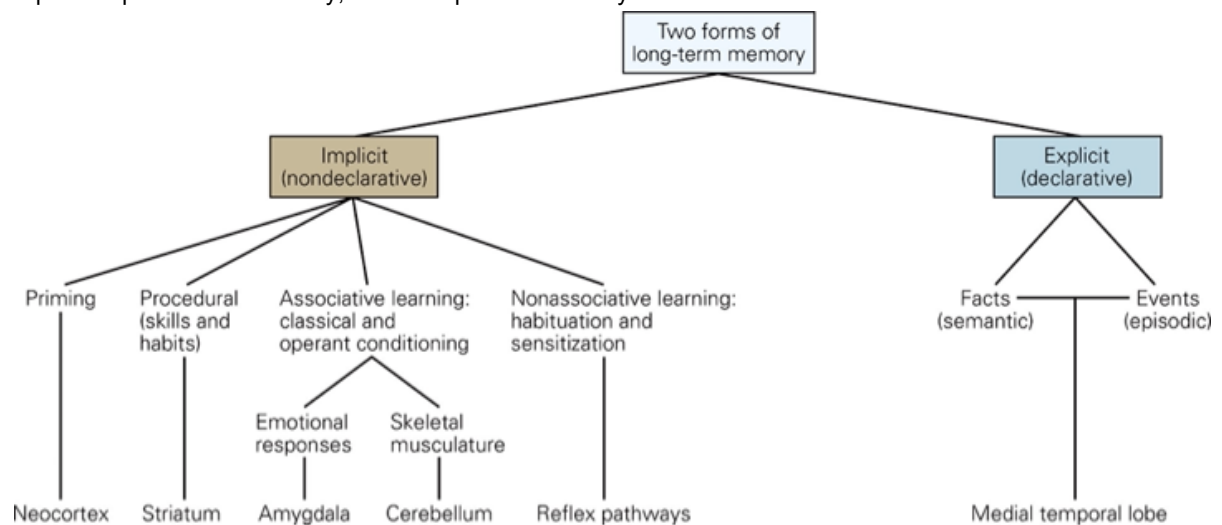 Two forms of
long-term memory
Implicit
(nondeclarative)
Explicit
(declarative)
Priming
Procedural
(skills and
habits)
Associative learning:
classical and
operant conditioning
Nonassociative learning:
habituation and
sensitization
Facts
(semantic)
Events
(episodic)
Emotional
responses
Skeletal
musculature
Neocortex
Striatum
Amygdala
Cerebellum
Reflex pathways
Medial temporal lobe